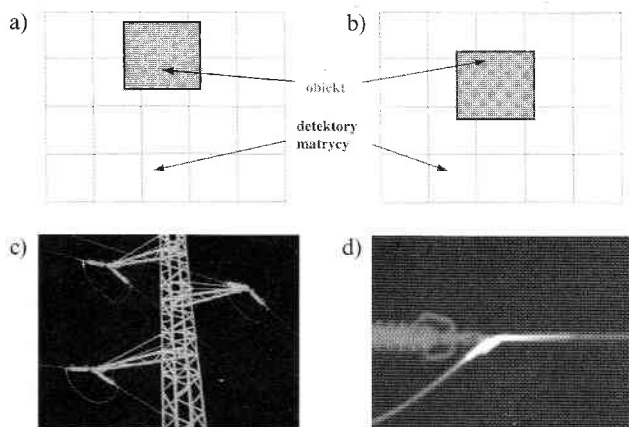 a)
b)
obiekt
detektory
matrycy
c)
d)